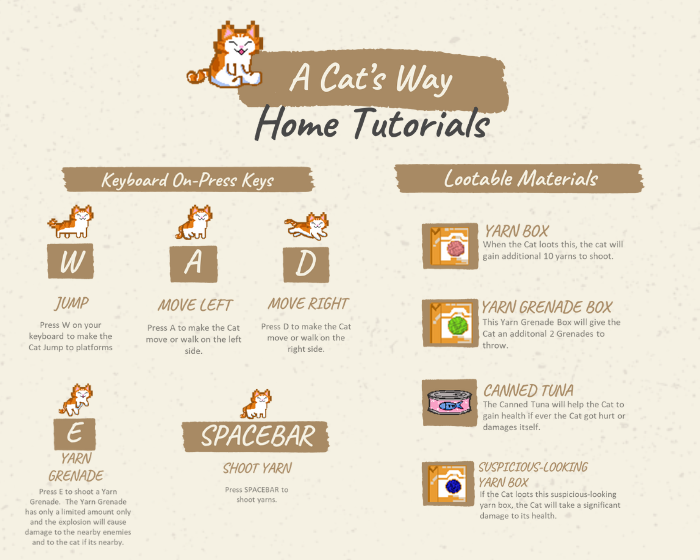 A Cat's Way
Home Tutorials
Keyboard On-Press Keys
W
JUMP
Press W on your
keyboard to make the
Cat Jump to platforms
A
MOVE LEFT
Press A to make the Cat
move or walk on the left
side.
D
MOVE RIGHT
Press D to make the Cat
move or walk on the
right side.
E
YARN
GRENADE
Press E to shoot a Yarn
Grenade. The Yarn Grenade
has only a limited amount only
and the explosion will cause
damage to the nearby enemies
and to the cat if its nearby.
SPACEBAR
SHOOT YARN
Press SPACEBAR to
shoot yarns.
Lootable Materials
YARN BOX
When the Cat loots this, the cat will
gain additional 10 yarns to shoot.
YARN GRENADE BOX
This Yarn Grenade Box will give the
Cat an additonal 2 Grenades to
throw.
CANNED TUNA
The Canned Tuna will help the Cat to
gain health if ever the Cat got hurt or
damages itself.
SUSPICIOUS-LOOKING
YARN BOX
If the Cat loots this suspicious-looking
yarn box, the Cat will take a significant
damage to its health.